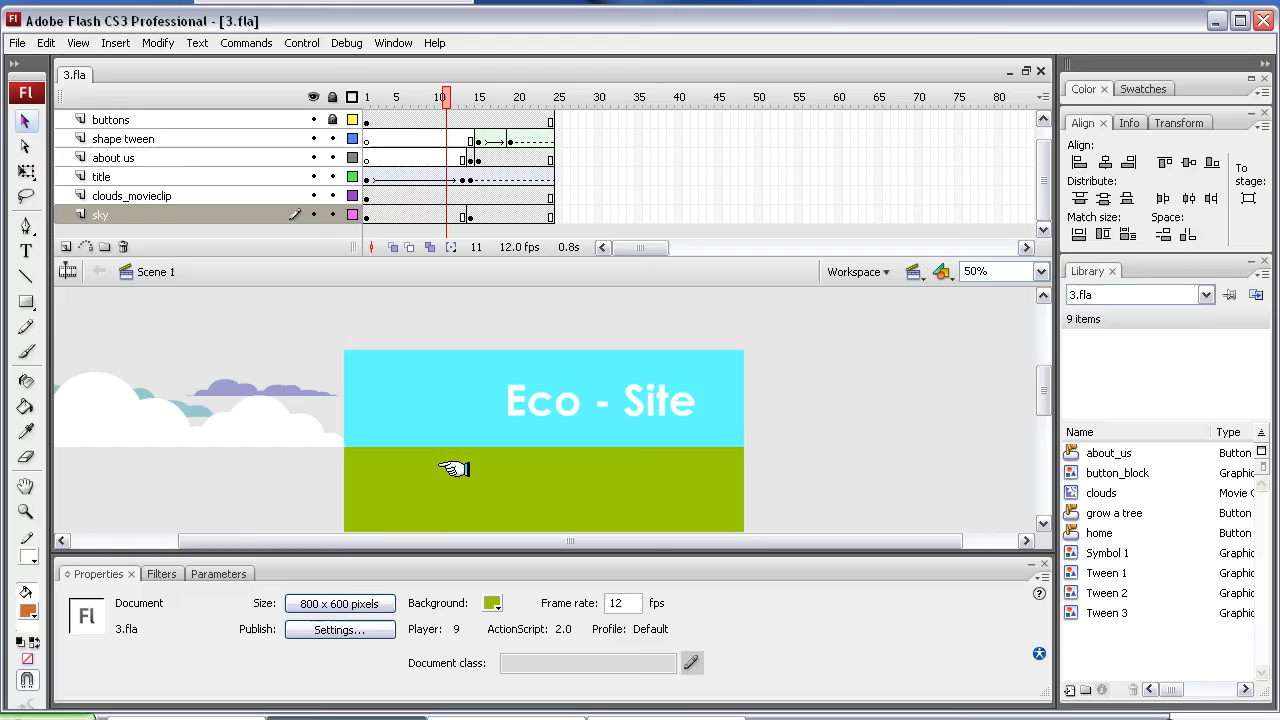 Fl Adobe Flash CS3 Professional - [3.fla]
File Edit View Insert Modify Text Commands Control Debug Window Help
3.fla
1 5 10 15 20 25 30 35 40 45 50 55 60 65 70 75 80
buttons
shape tween
about us
title
clouds_movieclip
sky
11 12.0 fps 0.8s
Scene 1
Workspace
50%
Eco - Site
Properties Filters Parameters
Fl
Document
3.fla
Size: 800 x 600 pixels
Background:
Frame rate: 12 fps
Publish: Settings...
Player: 9 ActionScript: 2.0 Profile: Default
Document class:
Fl
T
Color Swatches
Align Info Transform
Align:
Distribute:
Match size: Space:
To
stage:
Library
3.fla
9 items
Name Type
about_us Button
button_block Graphic
clouds Movie C
grow a tree Button
home Button
Symbol 1 Graphic
Tween 1 Graphic
Tween 2 Graphic
Tween 3 Graphic